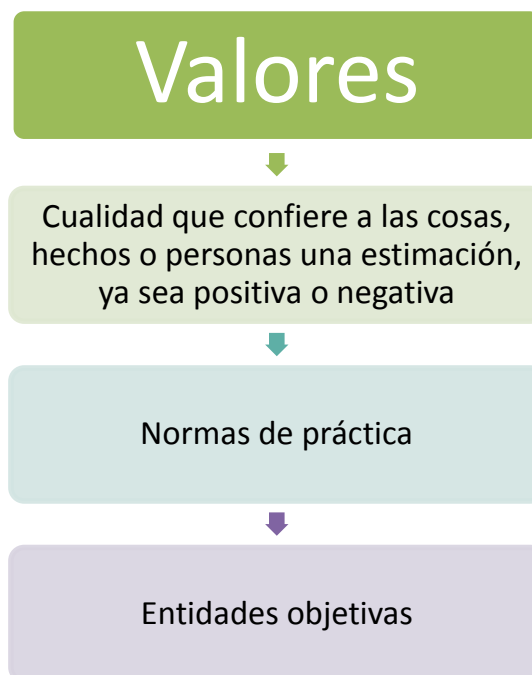 Valores
Cualidad que confiere a las cosas,
hechos o personas una estimación,
ya sea positiva o negativa
Normas de práctica
Entidades objetivas